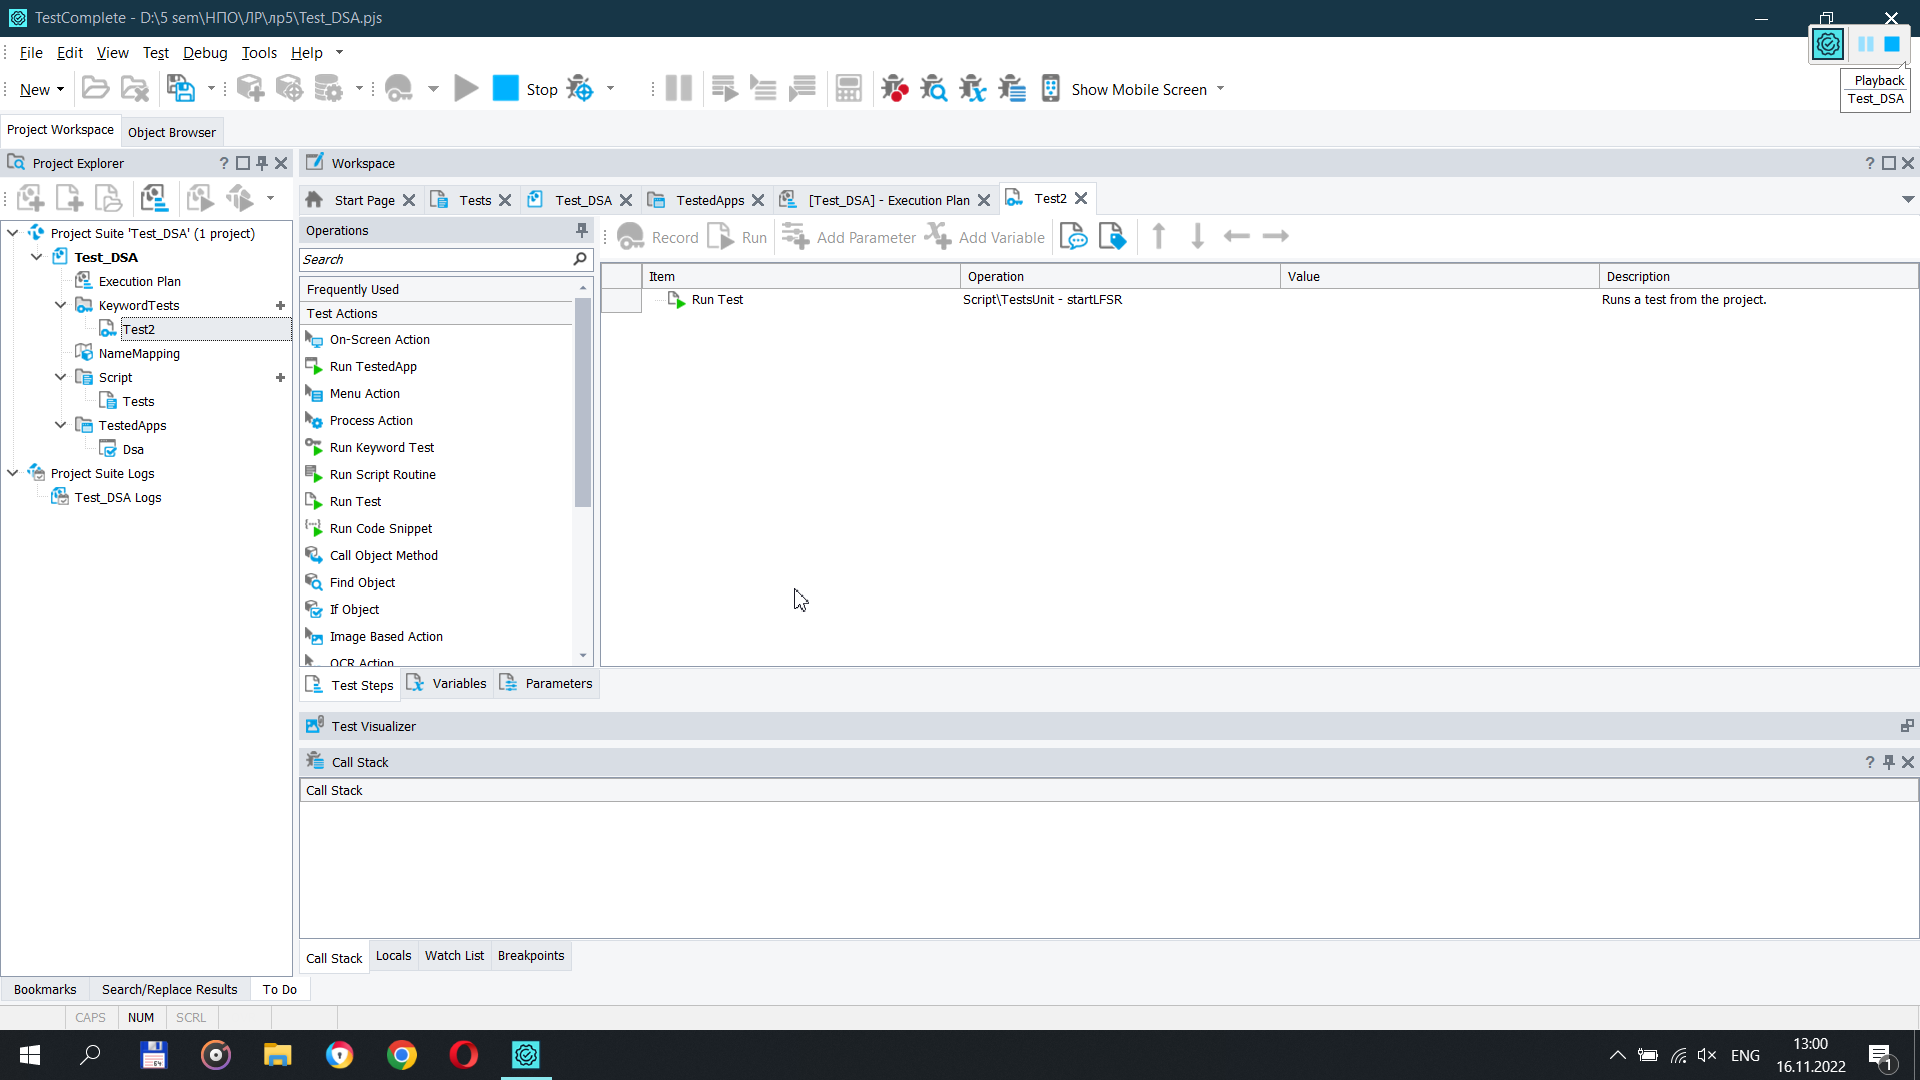 TestComplete - D:\5 sem\НПО\ЛР\лр5\Test_DSA.pjs
File Edit View Test Debug Tools Help
New Stop Show Mobile Screen
Playback
Test_DSA
Project Workspace Object Browser
Project Explorer
Workspace
Start Page Tests Test_DSA TestedApps [Test_DSA] - Execution Plan Test2
Project Suite 'Test_DSA' (1 project)
Test_DSA
Execution Plan
KeywordTests
Test2
NameMapping
Script
Tests
TestedApps
Dsa
Project Suite Logs
Test_DSA Logs
Operations
Search
Frequently Used
Test Actions
On-Screen Action
Run TestedApp
Menu Action
Process Action
Run Keyword Test
Run Script Routine
Run Test
Run Code Snippet
Call Object Method
Find Object
If Object
Image Based Action
OCR Action
Record Run Add Parameter Add Variable
Item Operation Value Description
Run Test Script\TestsUnit - startLFSR Runs a test from the project.
Test Steps Variables Parameters
Test Visualizer
Call Stack
Call Stack
Call Stack Locals Watch List Breakpoints
Bookmarks Search/Replace Results To Do
CAPS NUM SCRL
64
ENG
13:00
16.11.2022
1